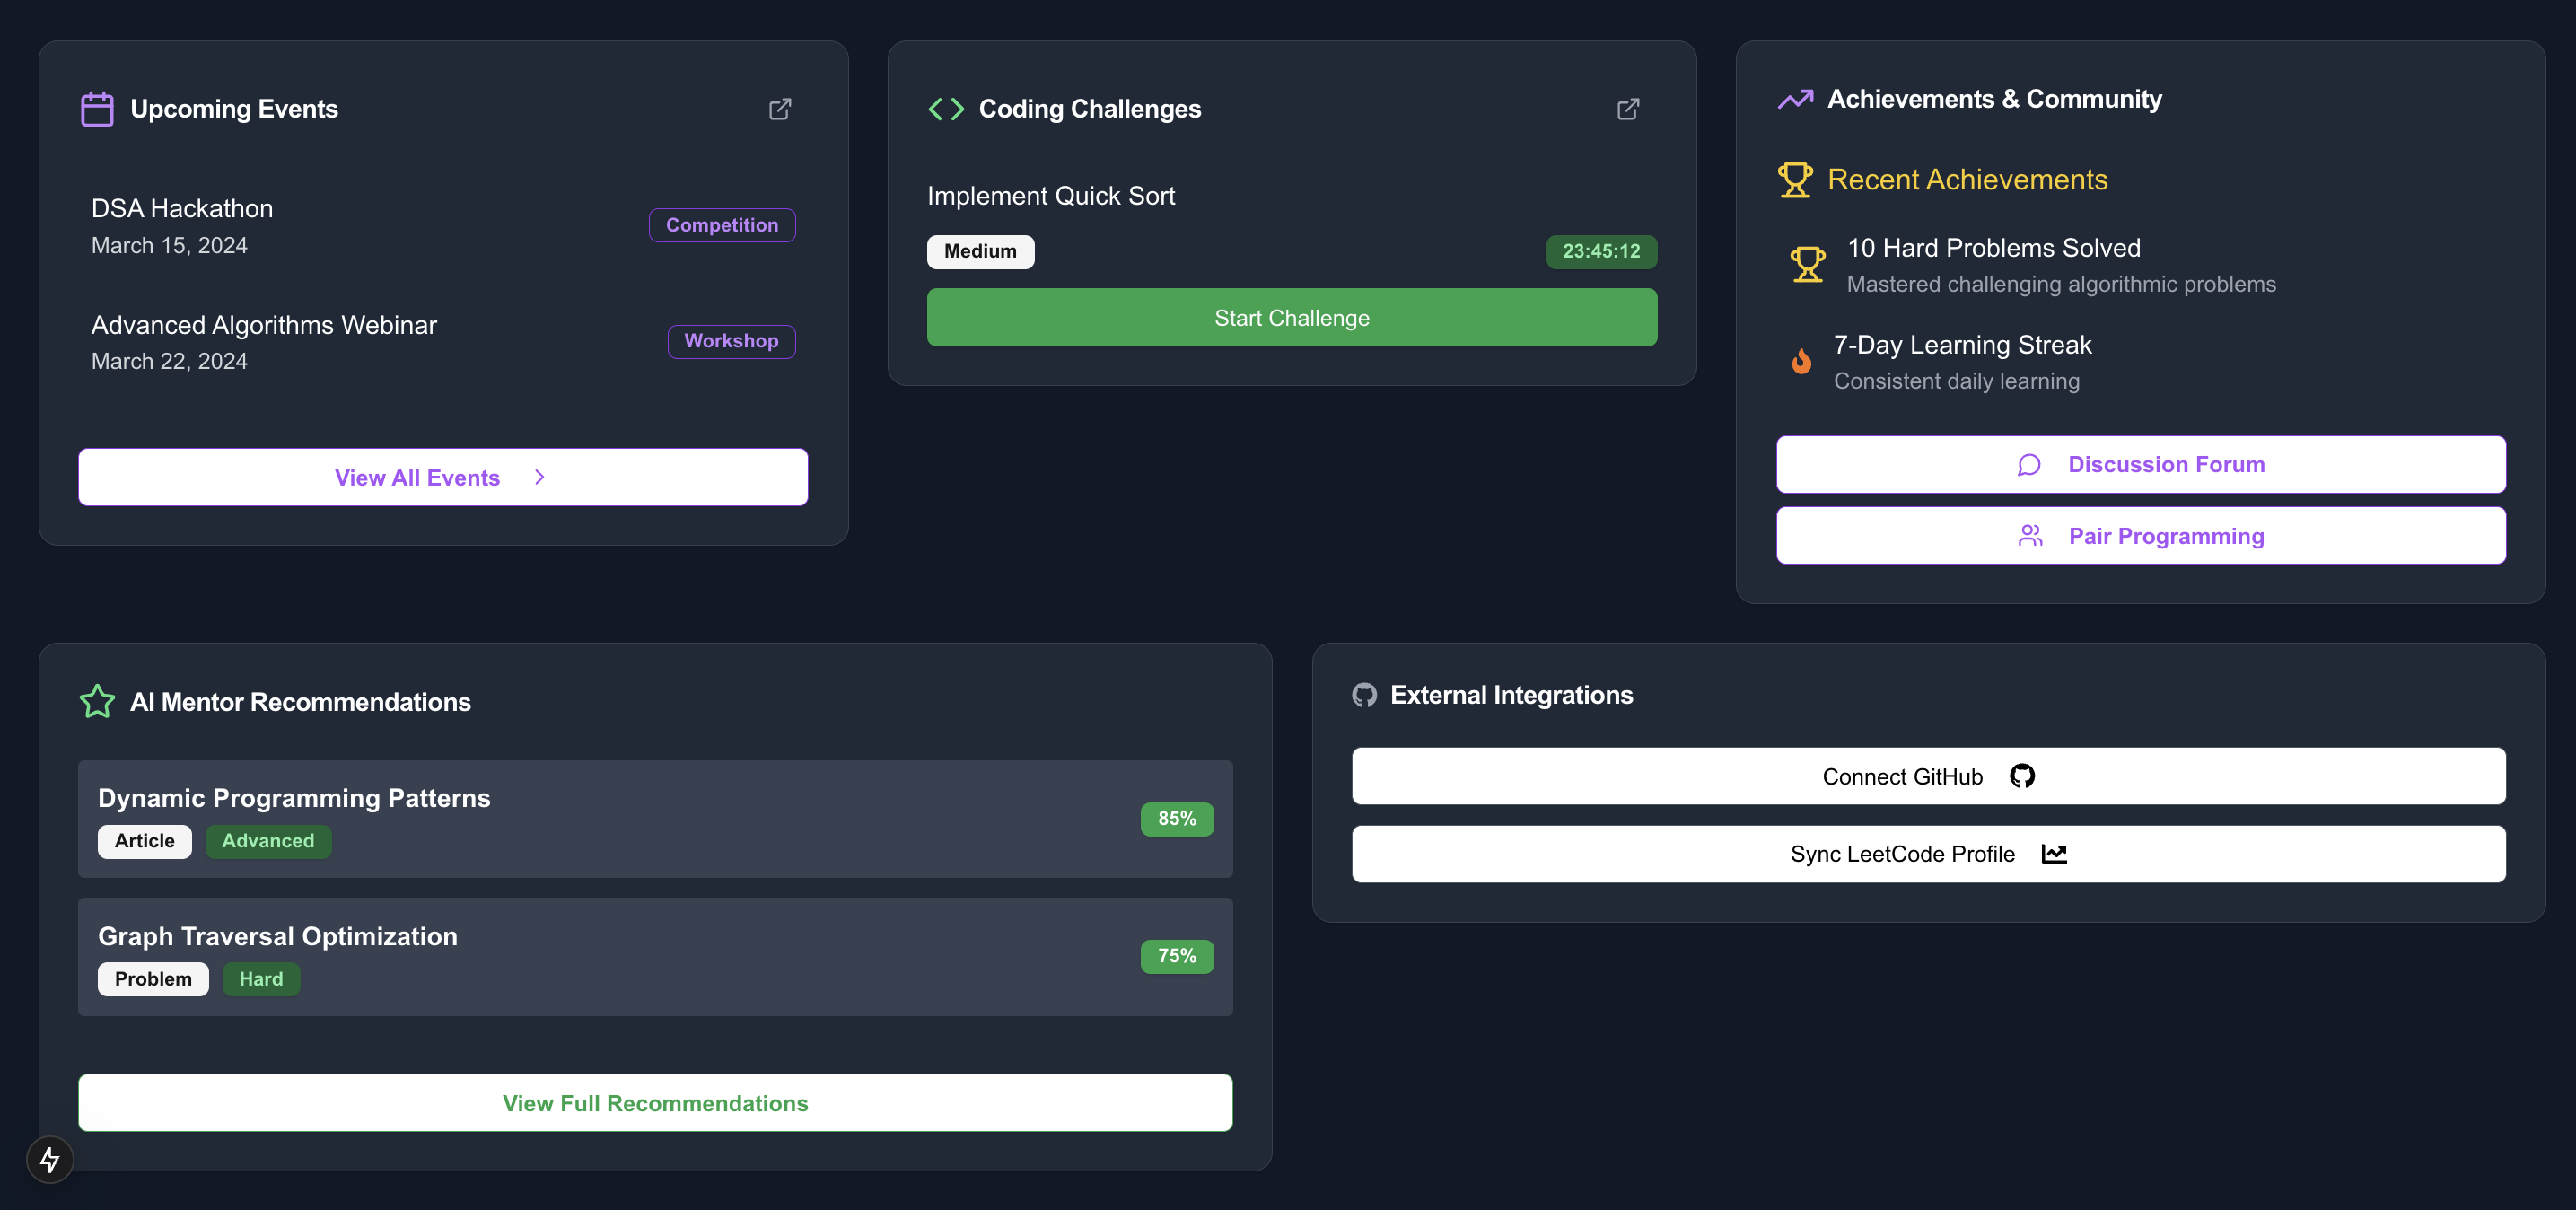 Upcoming Events
DSA Hackathon
March 15, 2024
Competition
Advanced Algorithms Webinar
March 22, 2024
Workshop
View All Events
Coding Challenges
Implement Quick Sort
Medium
23:45:12
Start Challenge
Achievements & Community
Recent Achievements
10 Hard Problems Solved
Mastered challenging algorithmic problems
7-Day Learning Streak
Consistent daily learning
Discussion Forum
Pair Programming
AI Mentor Recommendations
Dynamic Programming Patterns
Article Advanced
85%
Graph Traversal Optimization
Problem Hard
75%
View Full Recommendations
External Integrations
Connect GitHub
Sync LeetCode Profile